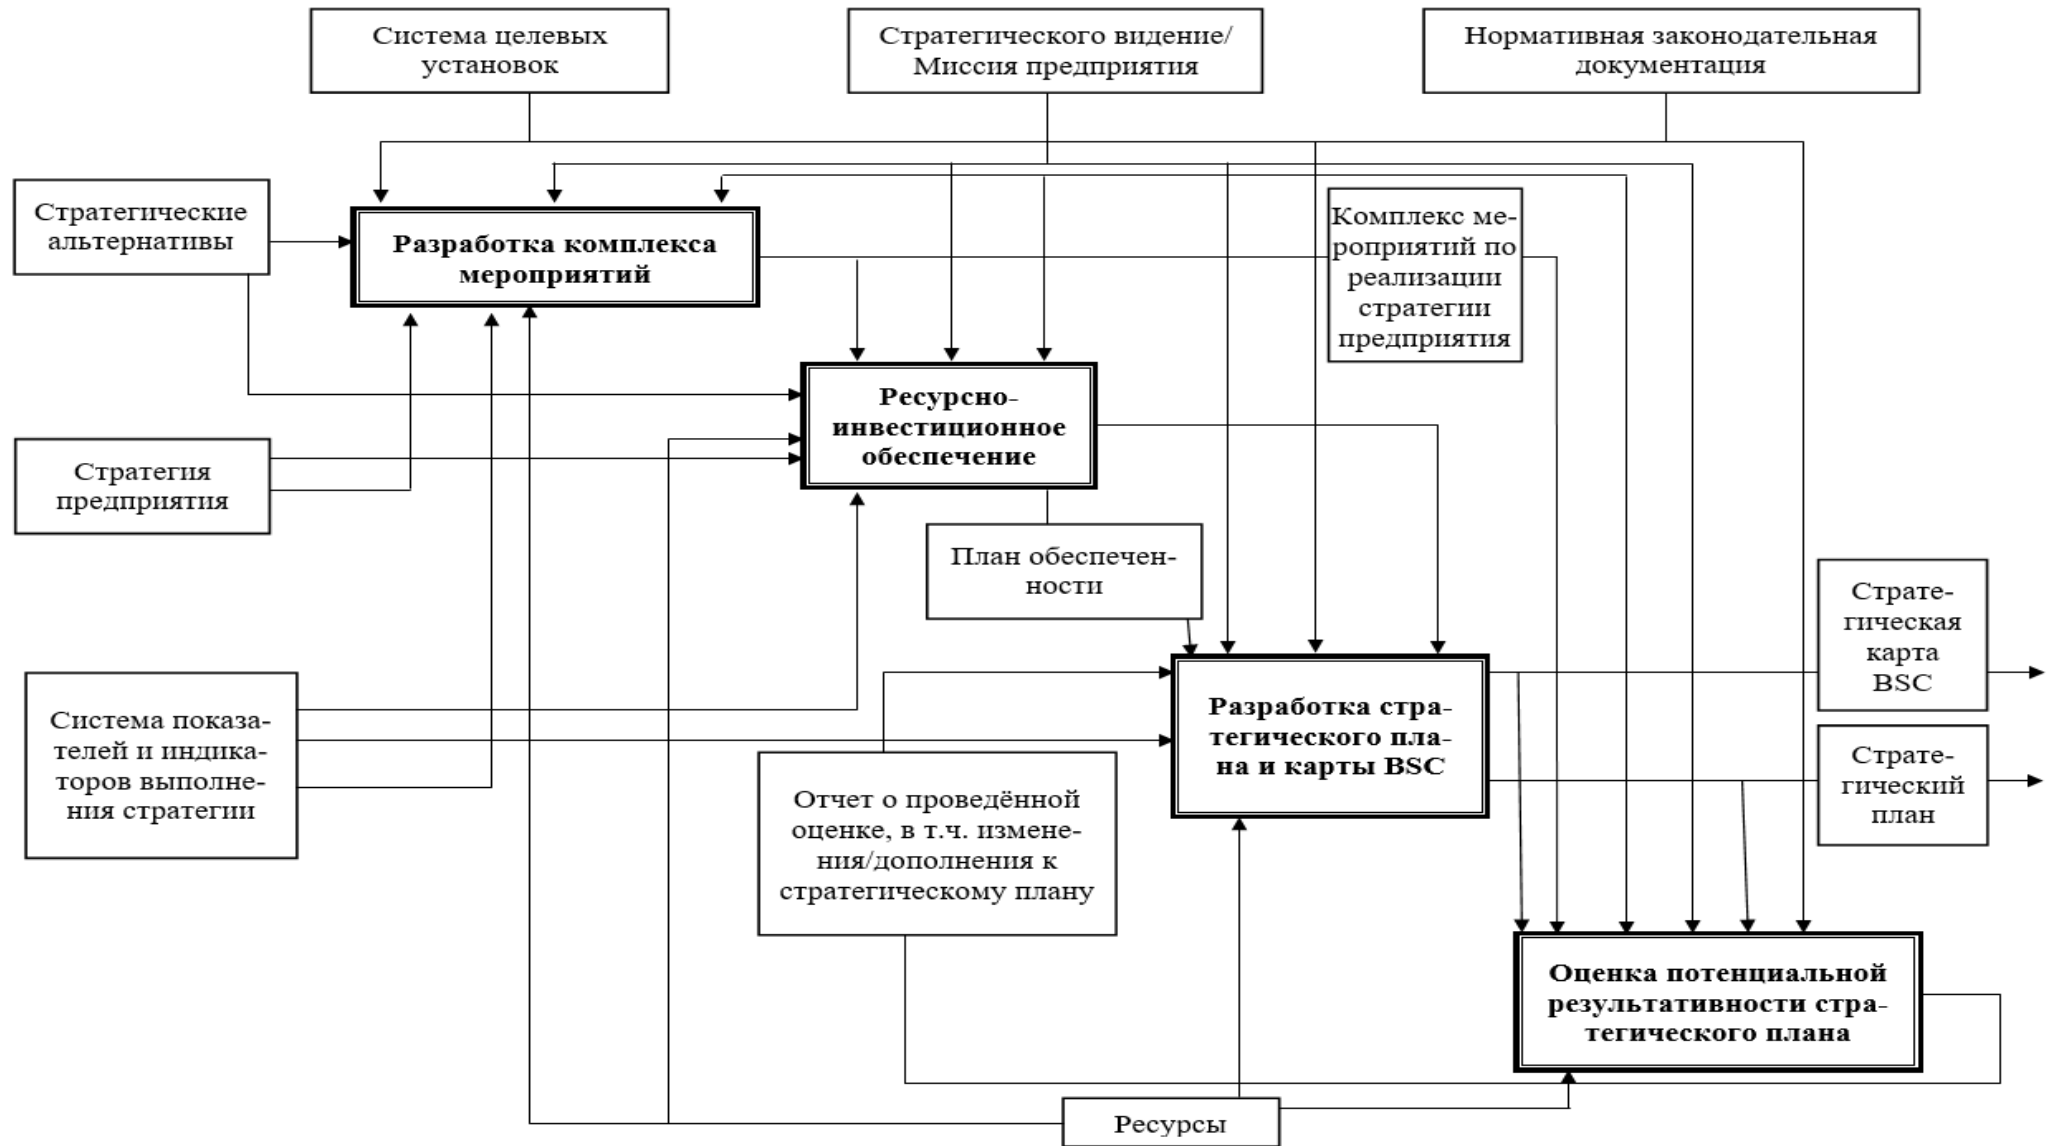 Система целевых
установок
Стратегического видение/
Миссия предприятия
Нормативная законодательная
документация
Стратегические
альтернативы
Разработка комплекса
мероприятий
Комплекс ме-
роприятий по
реализации
стратегии
предприятия
Ресурсно-
инвестиционное
обеспечение
Стратегия
предприятия
План обеспечен-
ности
Страте-
гическая
карта
BSC
Система показа-
телей и индика-
торов выполне-
ния стратегии
Разработка стра-
тегического пла-
на и карты BSC
Страте-
гический
план
Отчет о проведённой
оценке, в т.ч. измене-
ния/дополнения к
стратегическому плану
Оценка потенциальной
результативности стра-
тегического плана
Ресурсы